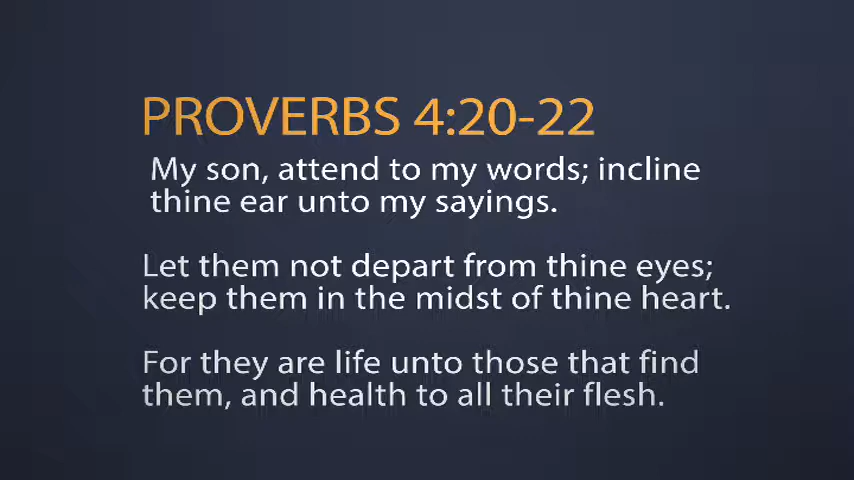 PROVERBS 4:20-22
My son, attend to my words; incline
thine ear unto my sayings.
Let them not depart from thine eyes;
keep them in the midst of thine heart.
For they are life unto those that find
them, and health to all their flesh.